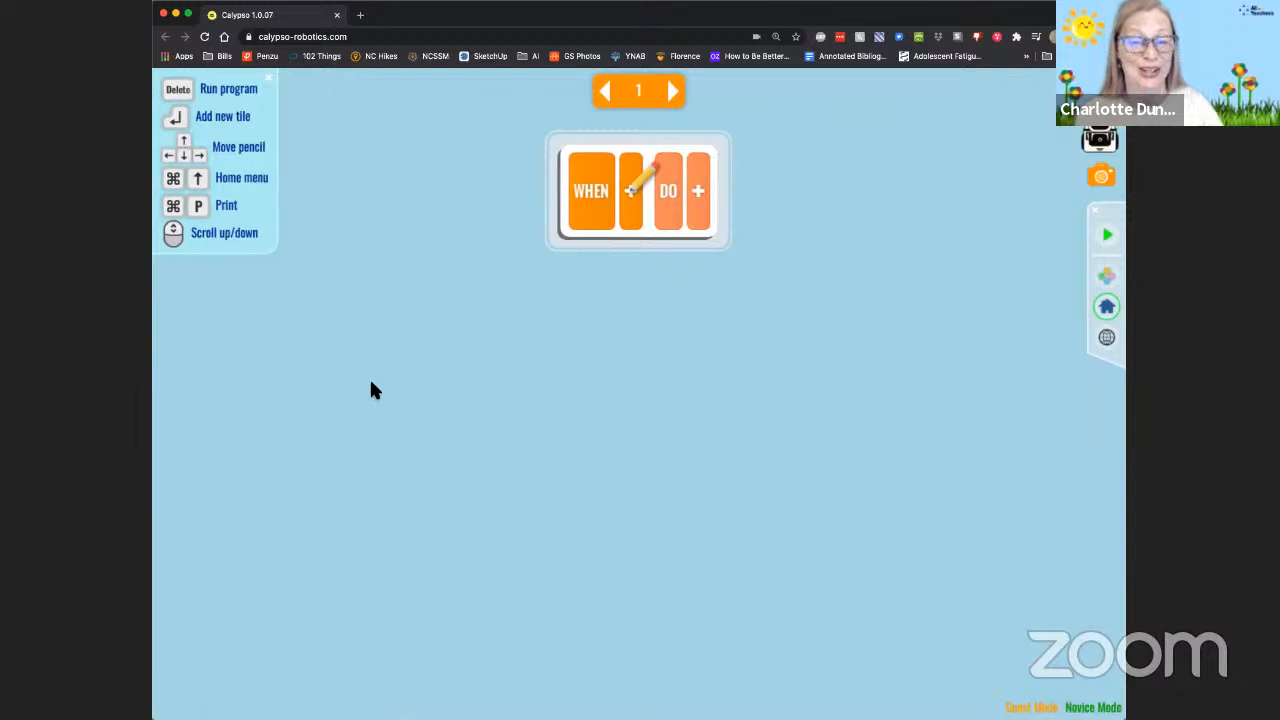 Calypso 1.0.07
calypso-robotics.com
Apps Bills Penzu 102 Things NC Hikes NCSSM SketchUp AI GS Photos YNAB Florence How to Be Better... Annotated Bibliog... Adolescent Fatigu... »
Charlotte Dun...
Delete Run program
Add new tile
Move pencil
⌘ ↑ Home menu
⌘ P Print
Scroll up/down
1
WHEN + DO +
zoom
Guest Mode Novice Mode